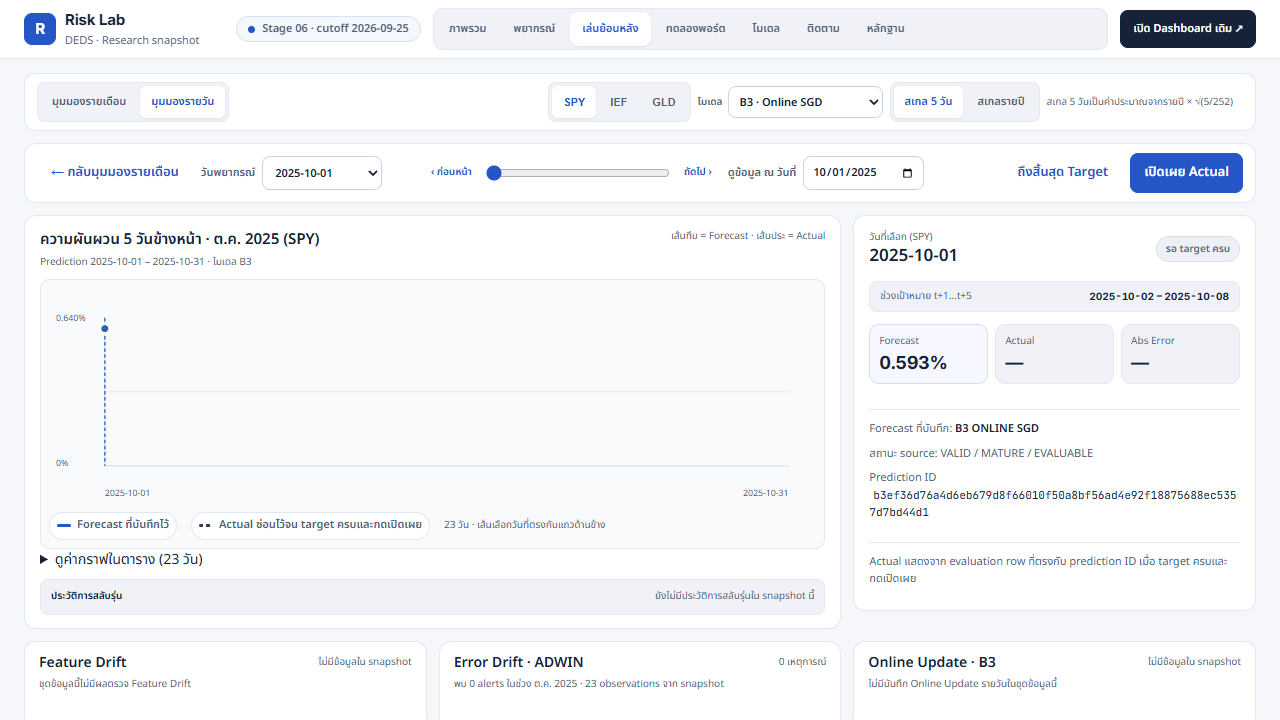 R
Risk Lab
DEDS · Research snapshot
Stage 06 · cutoff 2026-09-25
ภาพรวม
พยากรณ์
เล่นย้อนหลัง
ทดลองพอร์ต
โมเดล
ติดตาม
หลักฐาน
เปิด Dashboard เดิม ↗
มุมมองรายเดือน
มุมมองรายวัน
SPY
IEF
GLD
โมเดล
B3 · Online SGD
สเกล 5 วัน
สเกลรายปี
สเกล 5 วันเป็นค่าประมาณจากรายปี × √(5/252)
← กลับมุมมองรายเดือน
วันพยากรณ์
2025-10-01
‹ ก่อนหน้า
ถัดไป ›
ดูข้อมูล ณ วันที่
10/01/2025
ถึงสิ้นสุด Target
เปิดเผย Actual
ความผันผวน 5 วันข้างหน้า · ต.ค. 2025 (SPY)
เส้นทึบ = Forecast · เส้นประ = Actual
Prediction 2025-10-01 – 2025-10-31 · โมเดล B3
0.640%
0%
2025-10-01
2025-10-31
Forecast ที่บันทึกไว้
Actual ซ่อนไว้จน target ครบและกดเปิดเผย
23 วัน · เส้นเลือกวันที่ตรงกับแถวด้านข้าง
▶ ดูค่ากราฟในตาราง (23 วัน)
ประวัติการสลับรุ่น
ยังไม่มีประวัติการสลับรุ่นใน snapshot นี้
วันที่เลือก (SPY)
2025-10-01
รอ target ครบ
ช่วงเป้าหมาย t+1…t+5
2025-10-02 – 2025-10-08
Forecast
0.593%
Actual
—
Abs Error
—
Forecast ที่บันทึก: B3 ONLINE SGD
สถานะ source: VALID / MATURE / EVALUABLE
Prediction ID
b3ef36d76a4d6eb679d8f66010f50a8bf56ad4e92f18875688ec535
7d7bd44d1
Actual แสดงจาก evaluation row ที่ตรงกับ prediction ID เมื่อ target ครบและ
กดเปิดเผย
Feature Drift
ไม่มีข้อมูลใน snapshot
ชุดข้อมูลนี้ไม่มีผลตรวจ Feature Drift
Error Drift · ADWIN
0 เหตุการณ์
พบ 0 alerts ในช่วง ต.ค. 2025 · 23 observations จาก snapshot
Online Update · B3
ไม่มีข้อมูลใน snapshot
ไม่มีบันทึก Online Update รายวันในชุดข้อมูลนี้